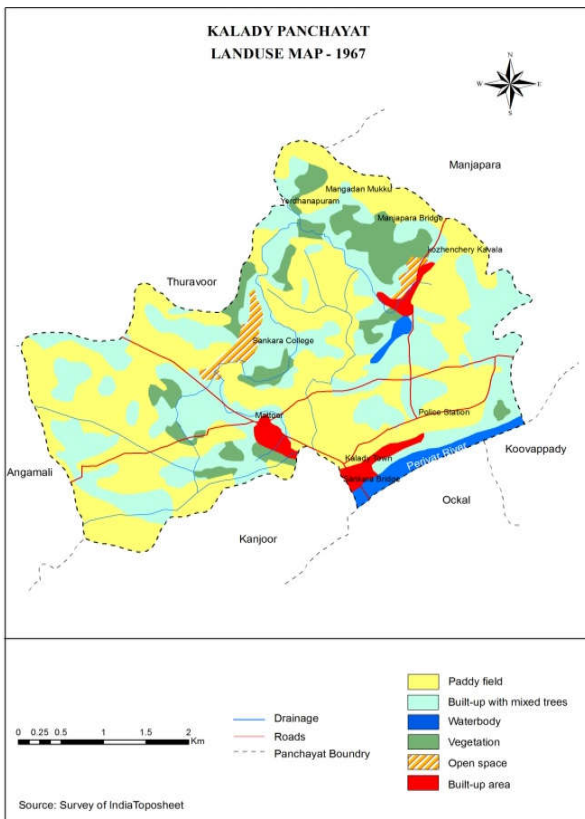 KALADY PANCHAYAT
LANDUSE MAP - 1967
N
W
E
S
Manjapara
Mangadan Mukku
Yordhanapuram
Manjapara Bridge
Kozhenchery Kavala
Thuravoor
Sankara College
Mattoor
Police Station
Kalady Town
Periyar River
Koovappady
Angamali
Sankara Bridge
Ockal
Kanjoor
Paddy field
Built-up with mixed trees
Waterbody
Vegetation
Open space
Built-up area
Drainage
Roads
Panchayat Boundry
0 0.25 0.5 1 1.5 2
Km
Source: Survey of IndiaToposheet